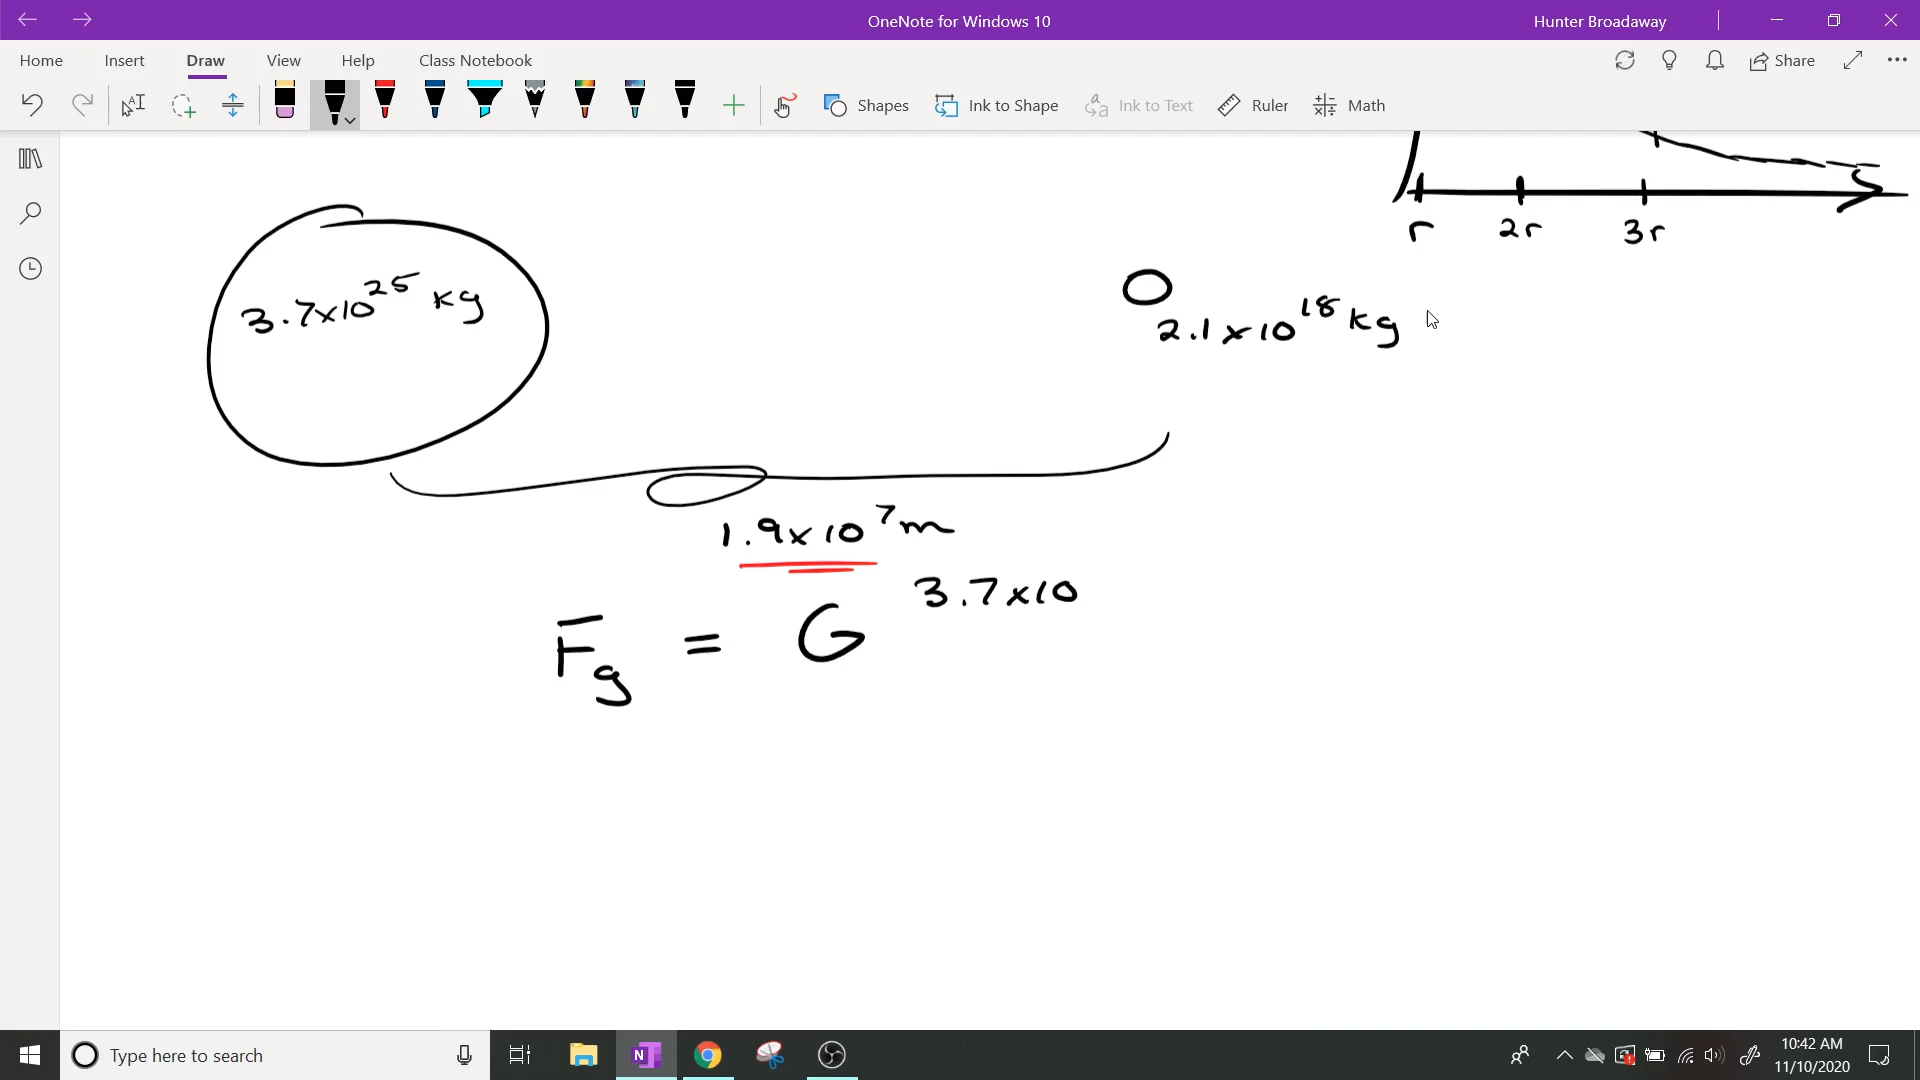 OneNote for Windows 10
Hunter Broadaway
Home Insert Draw View Help Class Notebook
Share
Shapes Ink to Shape Ink to Text Ruler Math
r 2r 3r
3.7x10^25 kg
2.1x10^18 kg
1.9x10^7 m
3.7x10
Fg = G
Type here to search
10:42 AM
11/10/2020